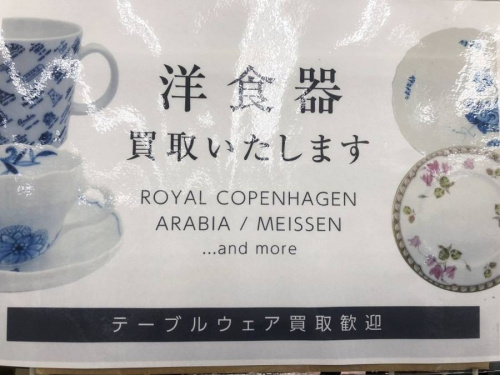 洋食器
買取いたします
ROYAL COPENHAGEN
ARABIA / MEISSEN
...and more
テーブルウェア買取歓迎